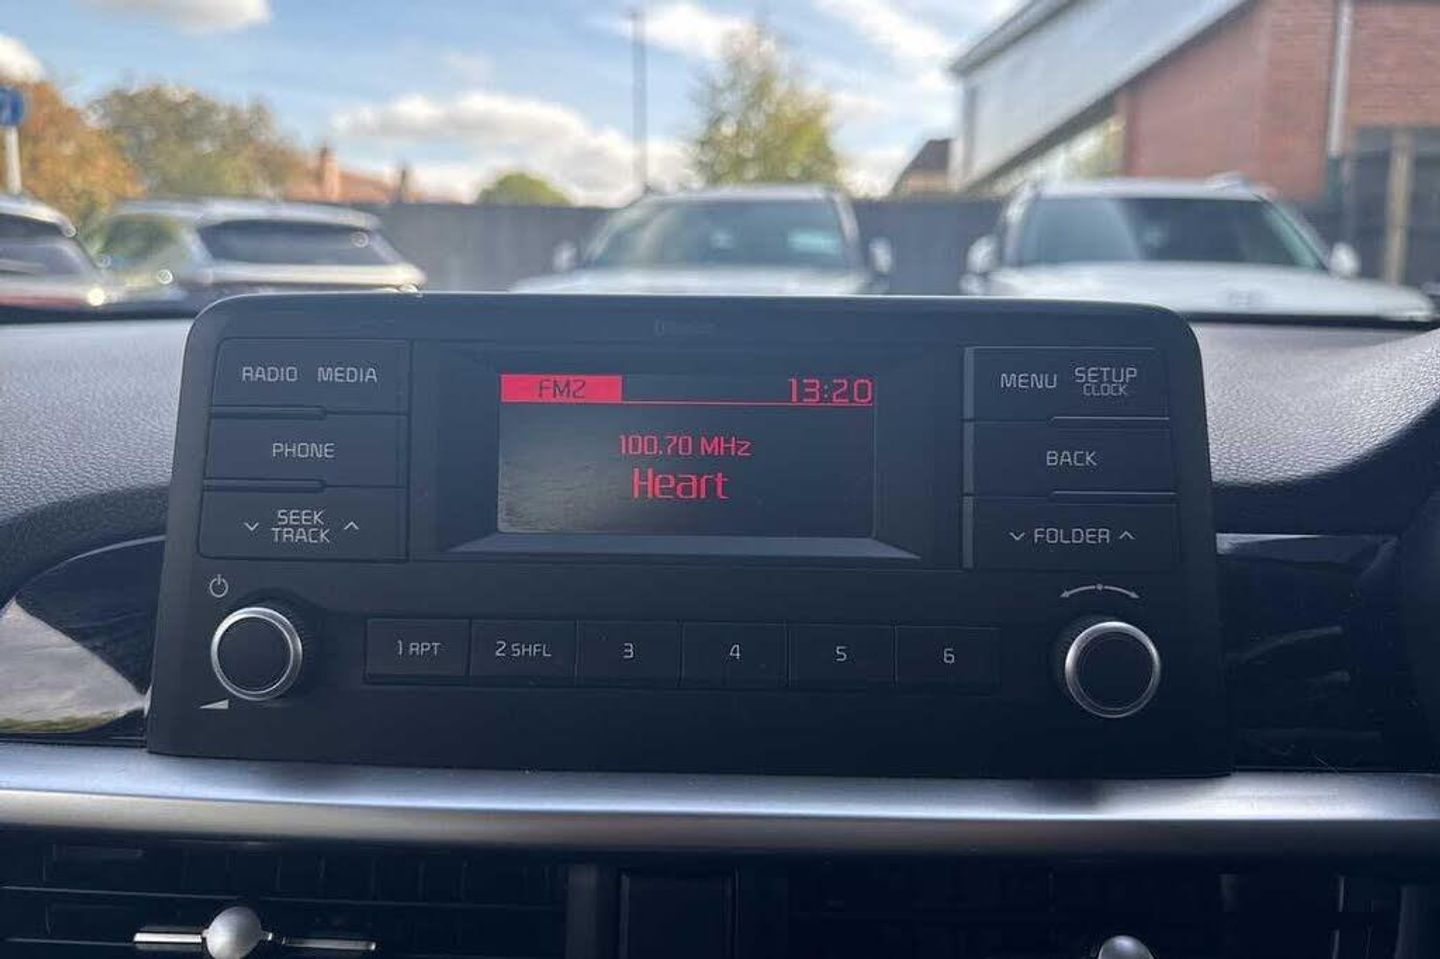 RADIO MEDIA
PHONE
SEEK
TRACK
FM2
13:20
100.70 MHz
Heart
MENU
SETUP
CLOCK
BACK
FOLDER
1 RPT
2 SHFL
3
4
5
6